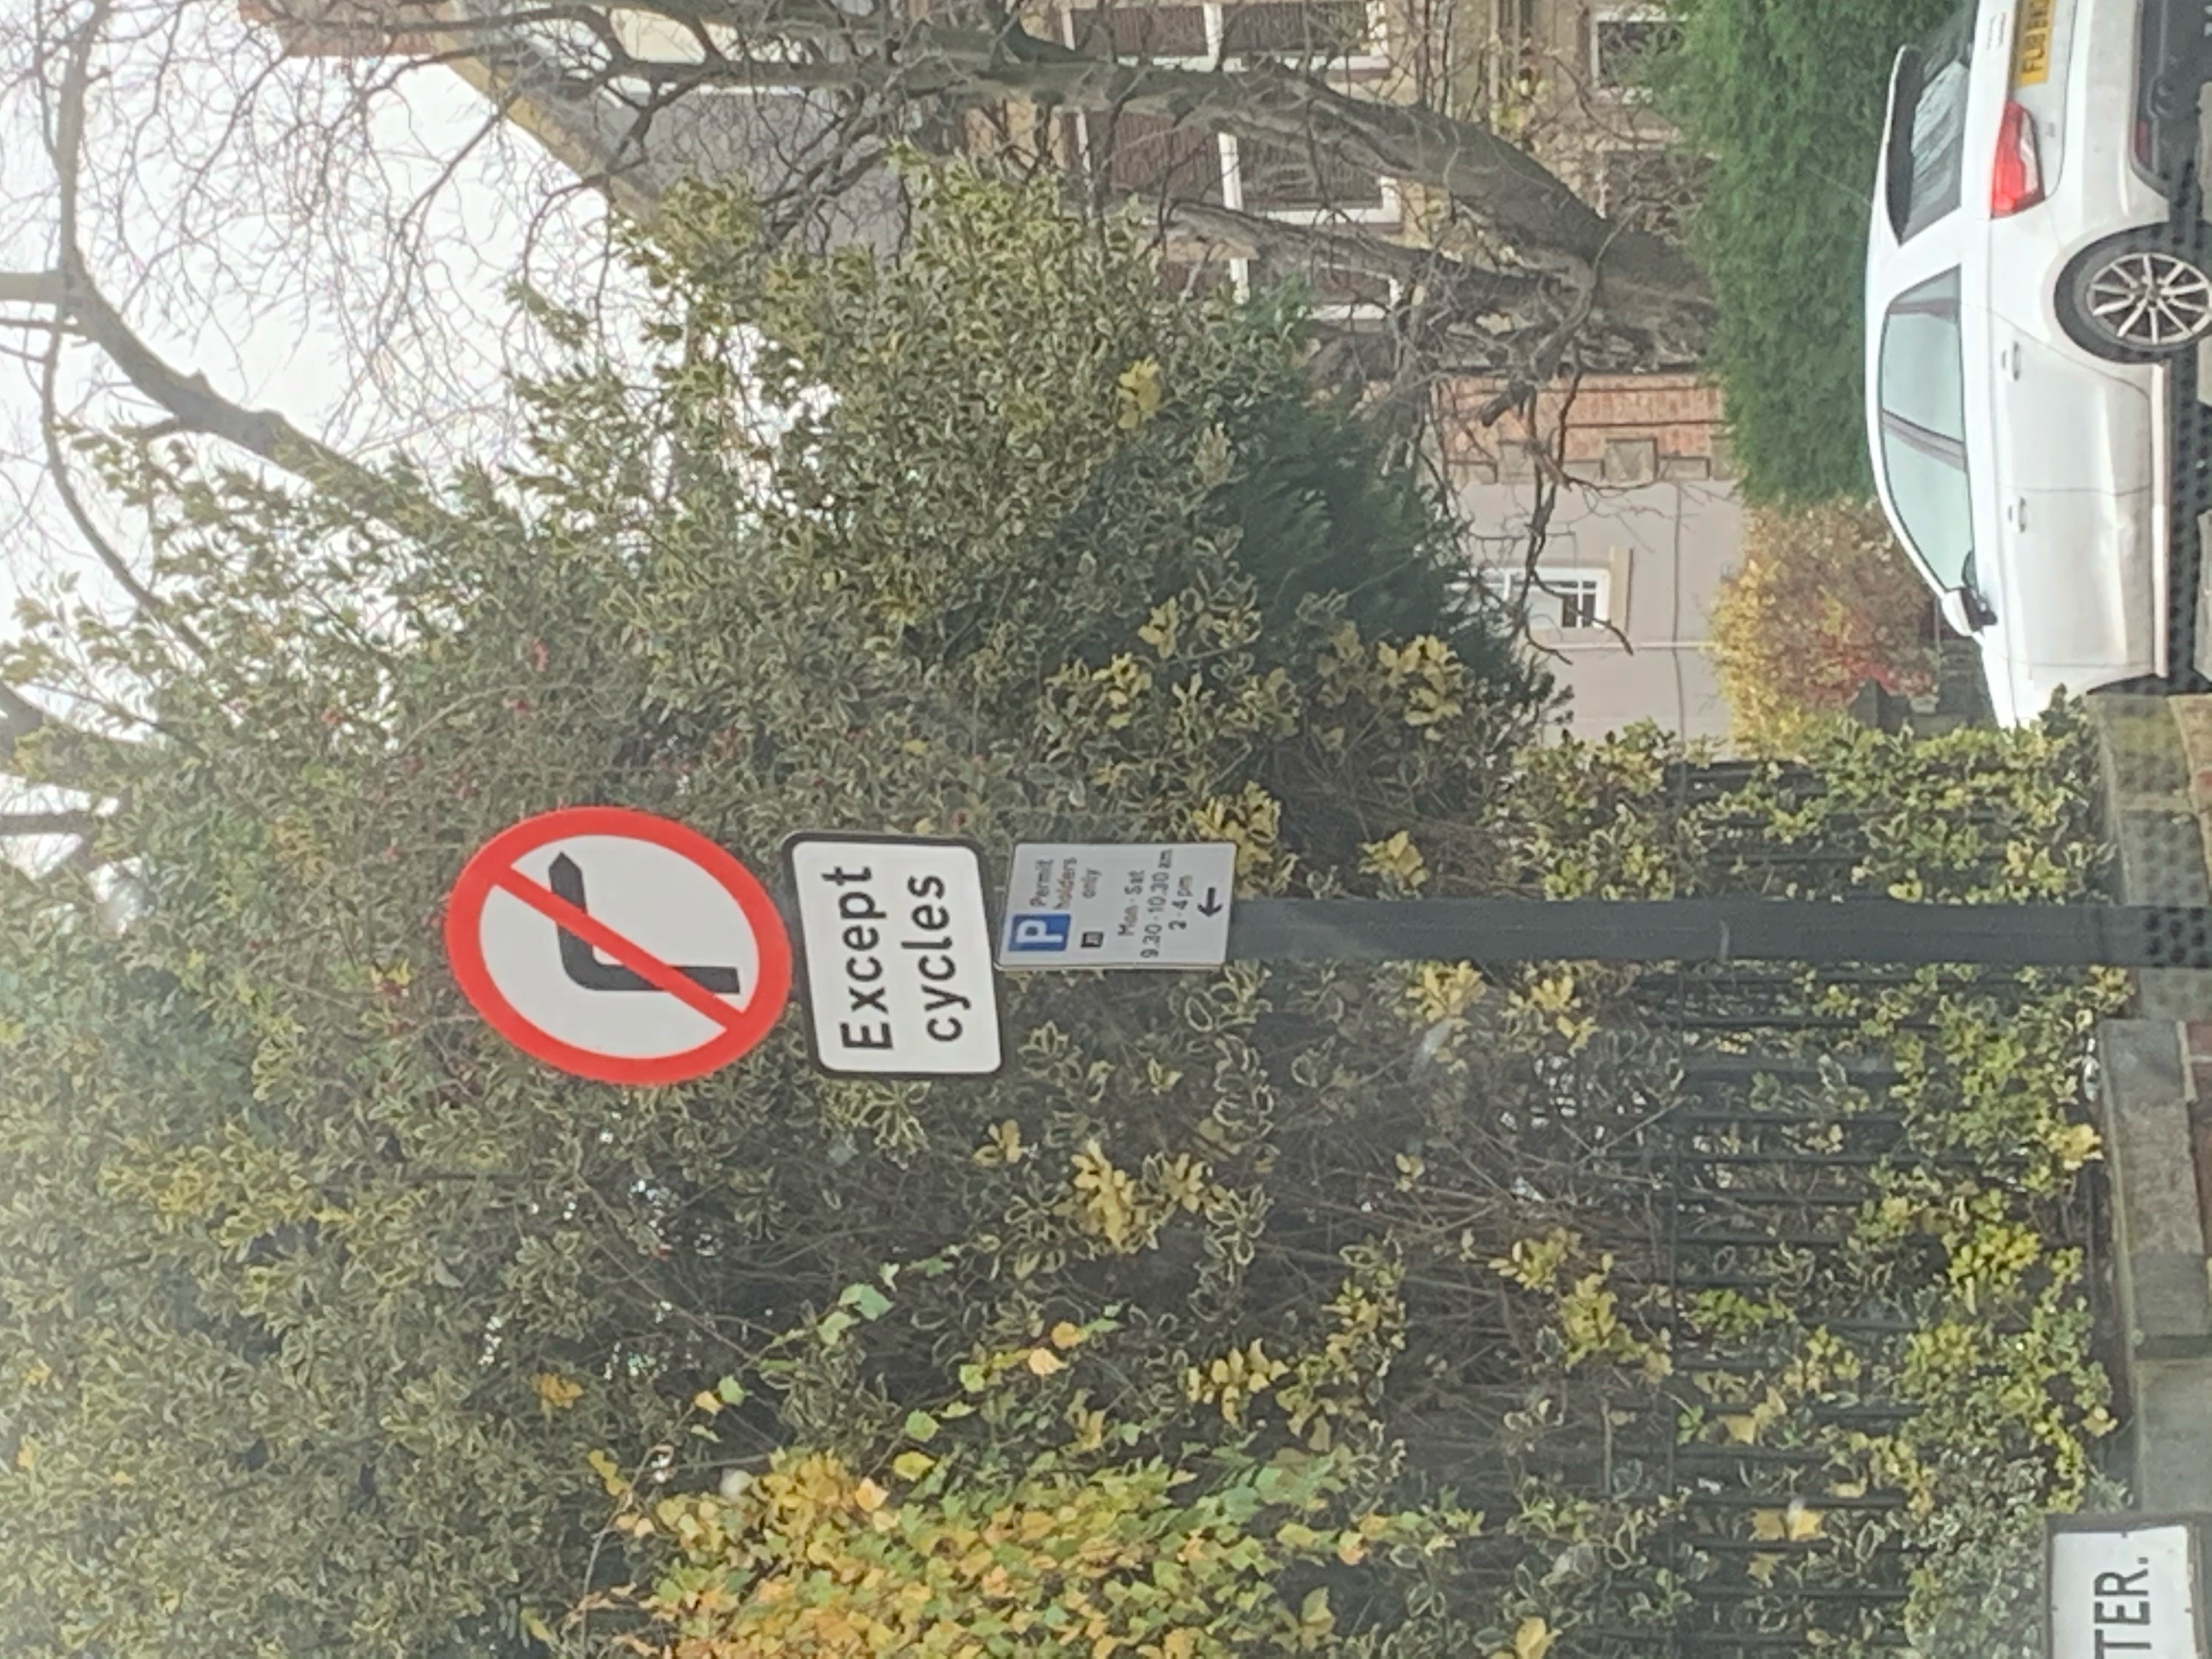 Except
cycles
P Permit
holders
only
Mon - Sat
9.30 - 10.30 am
2 - 4 pm
TER.